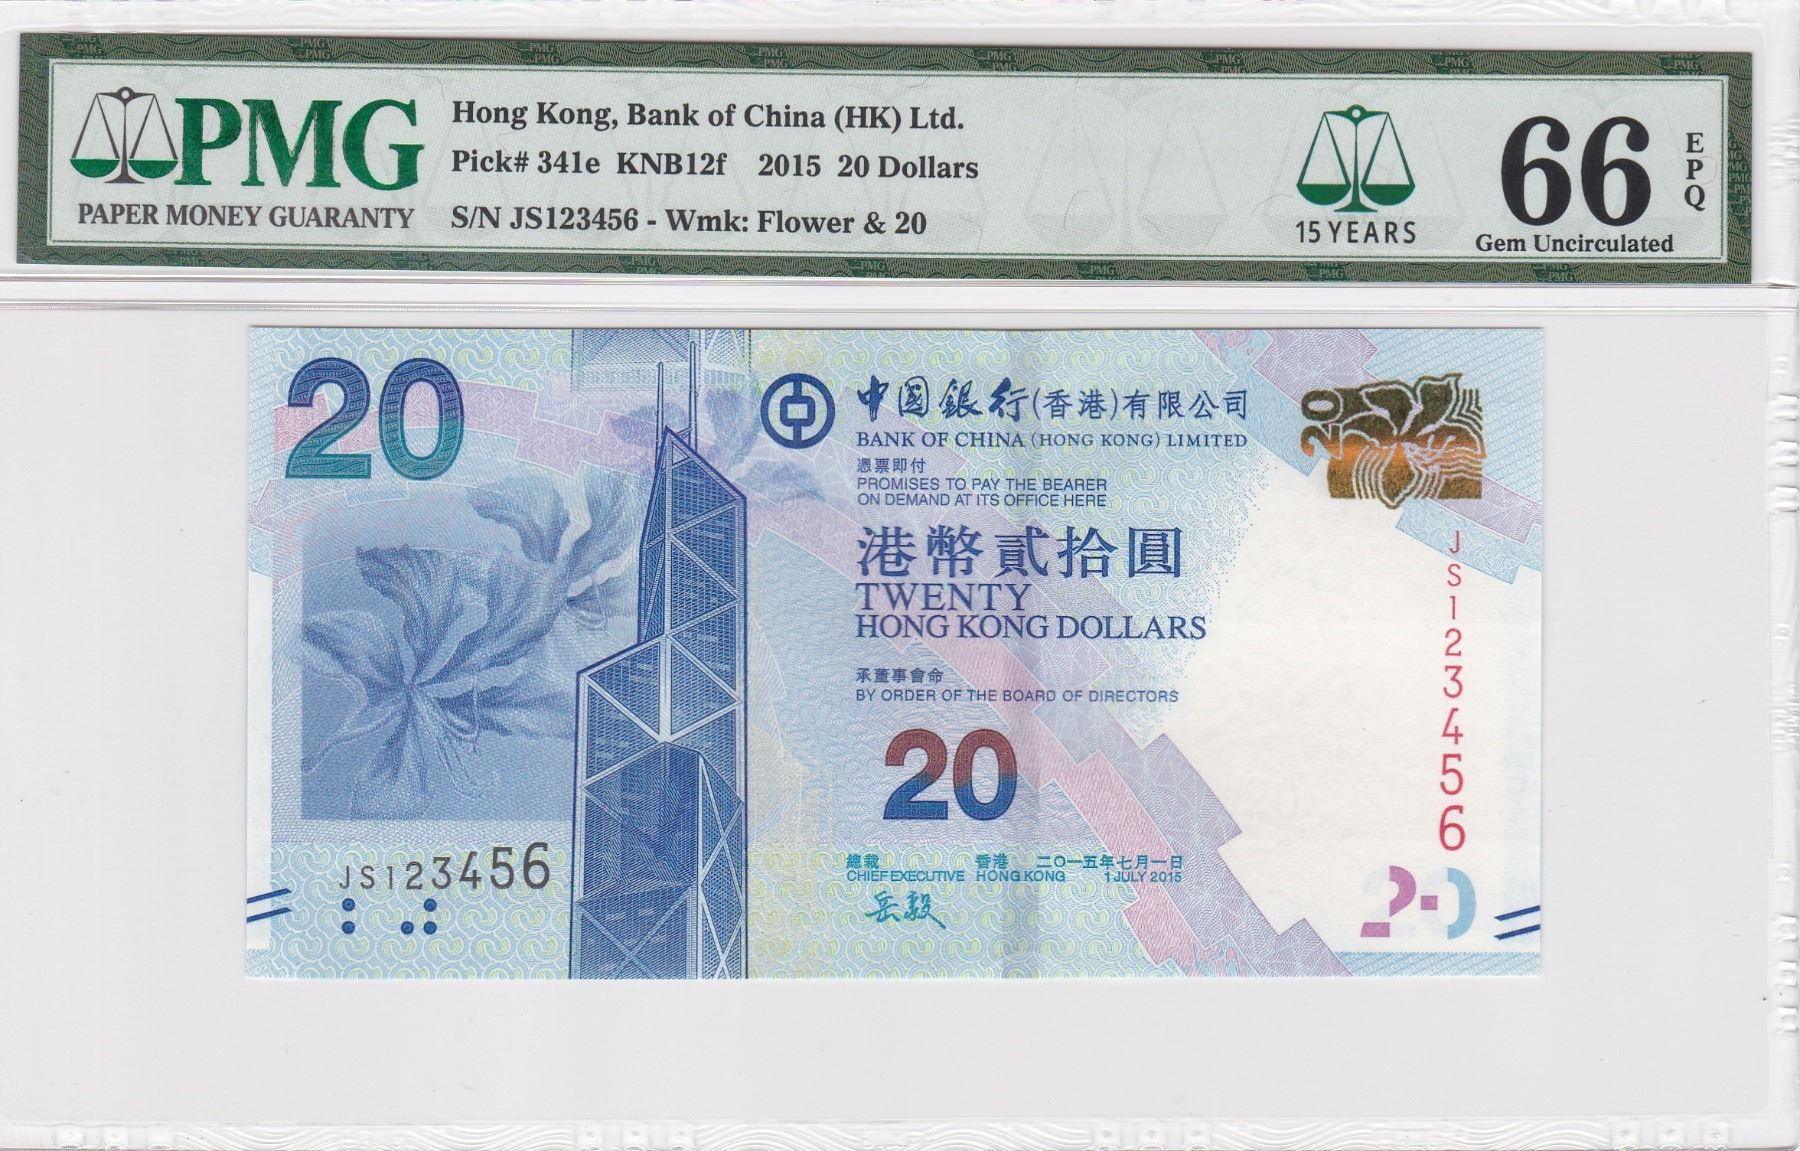 PMG
PAPER MONEY GUARANTY
Hong Kong, Bank of China (HK) Ltd.
Pick# 341e KNB12f 2015 20 Dollars
S/N JS123456 - Wmk: Flower & 20
15 YEARS
66
EPQ
Gem Uncirculated
20
中國銀行(香港)有限公司
BANK OF CHINA (HONG KONG) LIMITED
憑票即付
PROMISES TO PAY THE BEARER
ON DEMAND AT ITS OFFICE HERE
20
港幣貳拾圓
TWENTY
HONG KONG DOLLARS
承董事會命
BY ORDER OF THE BOARD OF DIRECTORS
20
JS123456
JS123456
總裁 香港 二〇一五年七月一日
CHIEF EXECUTIVE HONG KONG 1 JULY 2015
岳毅
20